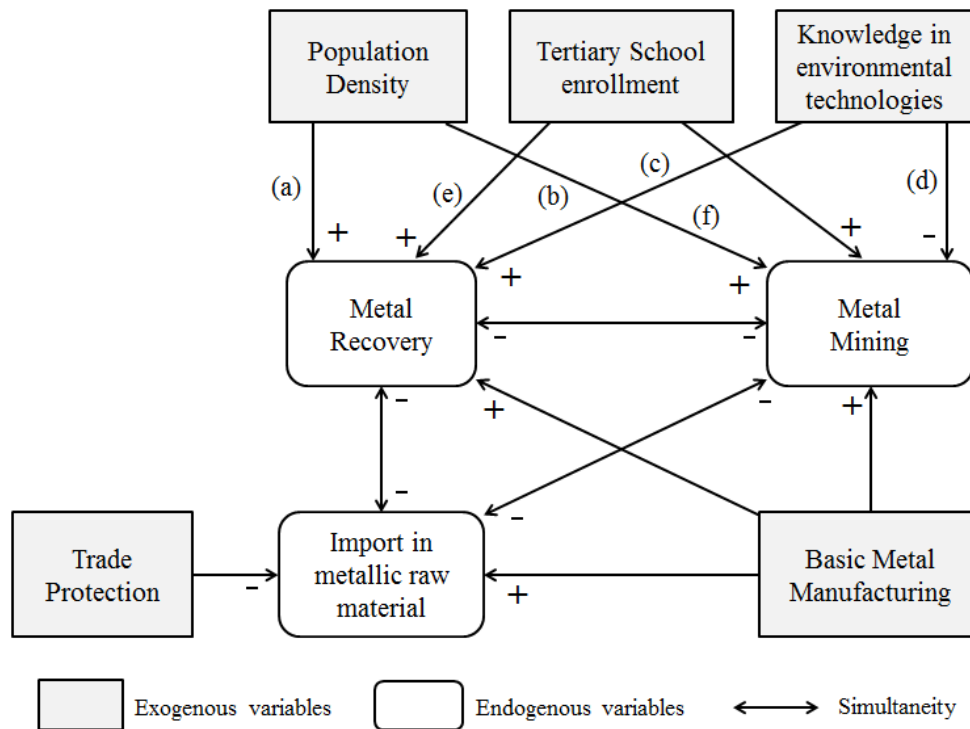 Population
Density
Tertiary School
enrollment
Knowledge in
environmental
technologies
(a)
(e)
(b)
(c)
(f)
(d)
+
+
+
+
+
-
Metal
Recovery
-
-
Metal
Mining
-
+
-
+
-
-
Trade
Protection
-
Import in
metallic raw
material
+
Basic Metal
Manufacturing
Exogenous variables
Endogenous variables
Simultaneity